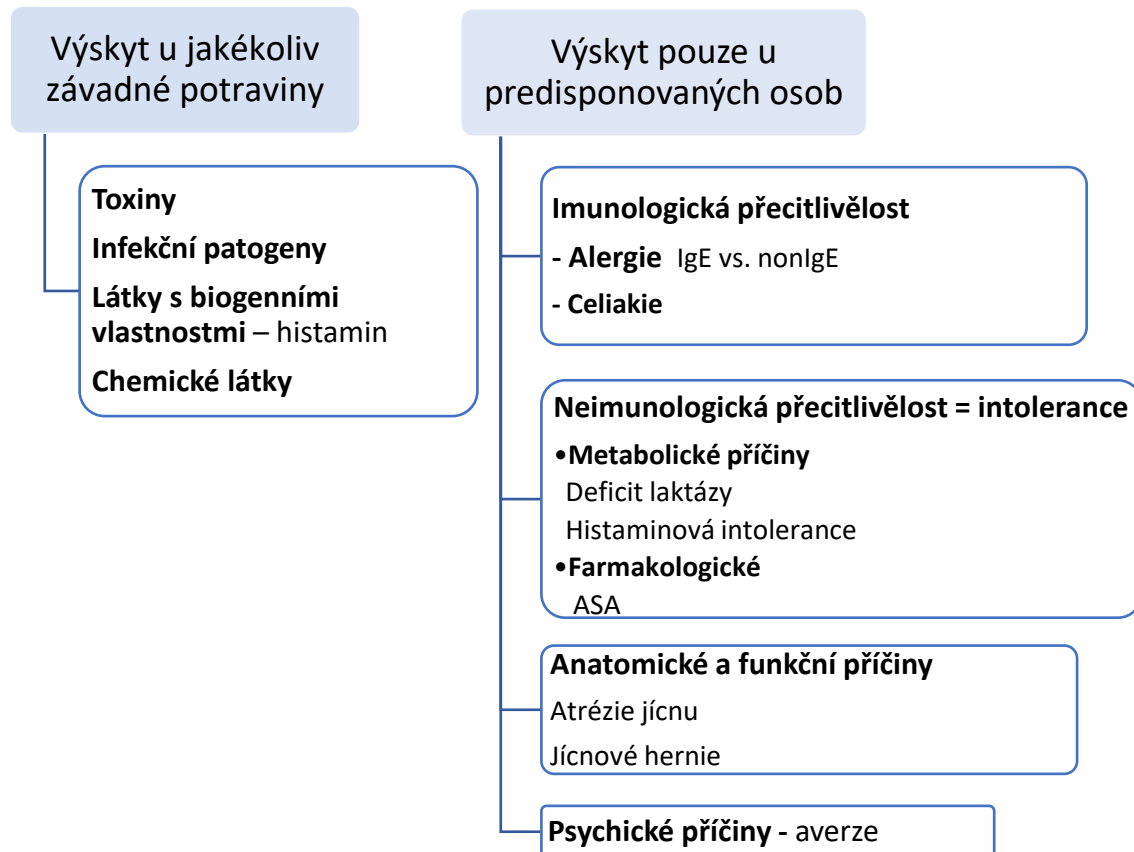 Výskyt u jakékoliv
závadné potraviny
Toxiny
Infekční patogeny
Látky s biogenními
vlastnostmi – histamin
Chemické látky
Výskyt pouze u
predisponovaných osob
Imunologická přecitlivělost
- Alergie IgE vs. nonIgE
- Celiakie
Neimunologická přecitlivělost = intolerance
•Metabolické příčiny
Deficit laktázy
Histaminová intolerance
•Farmakologické
ASA
Anatomické a funkční příčiny
Atrézie jícnu
Jícnové hernie
Psychické příčiny - averze